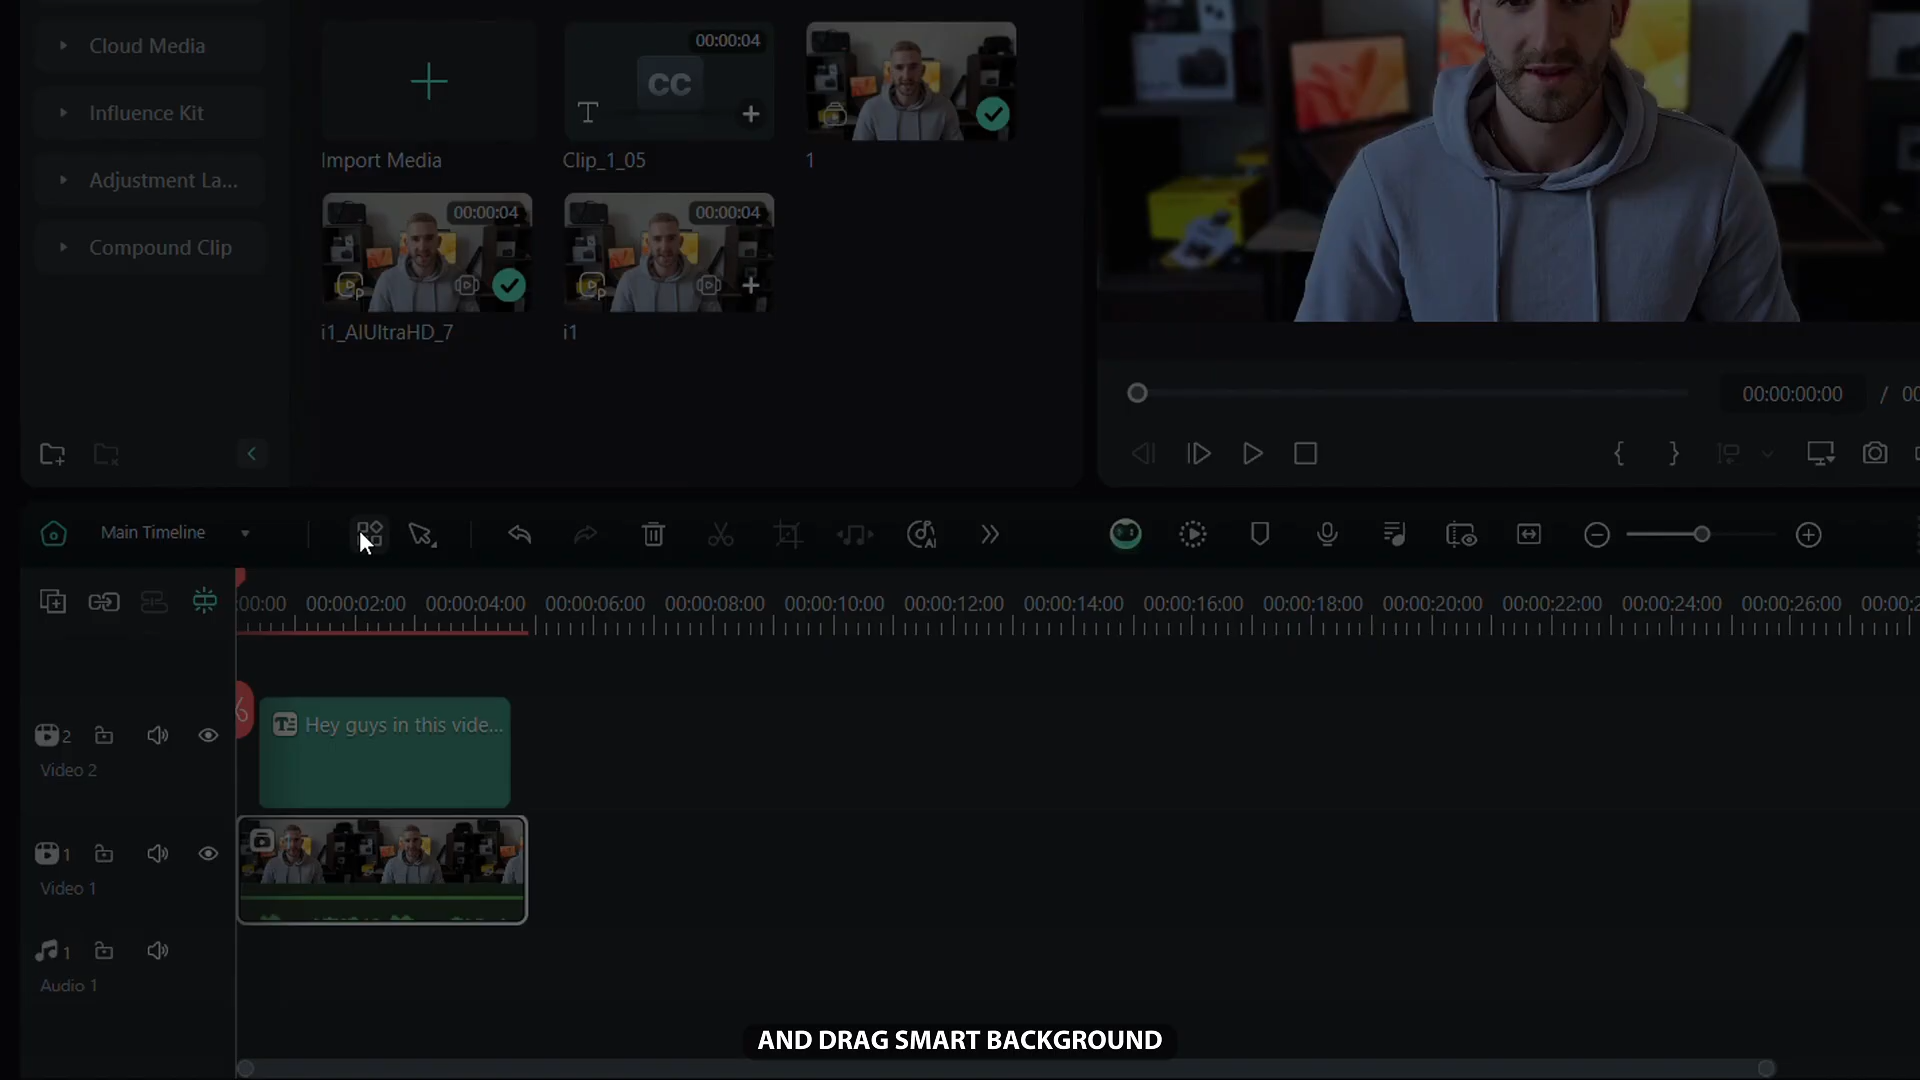 Cloud Media
Influence Kit
Adjustment La...
Compound Clip
Import Media
00:00:04
CC
T
Clip_1_05
1
00:00:04
i1_AIUltraHD_7
00:00:04
i1
00:00:00:00 / 00
Main Timeline
:00:00 00:00:02:00 00:00:04:00 00:00:06:00 00:00:08:00 00:00:10:00 00:00:12:00 00:00:14:00 00:00:16:00 00:00:18:00 00:00:20:00 00:00:22:00 00:00:24:00 00:00:26:00 00:00:2
2
Video 2
Hey guys in this vide...
1
Video 1
1
Audio 1
AND DRAG SMART BACKGROUND